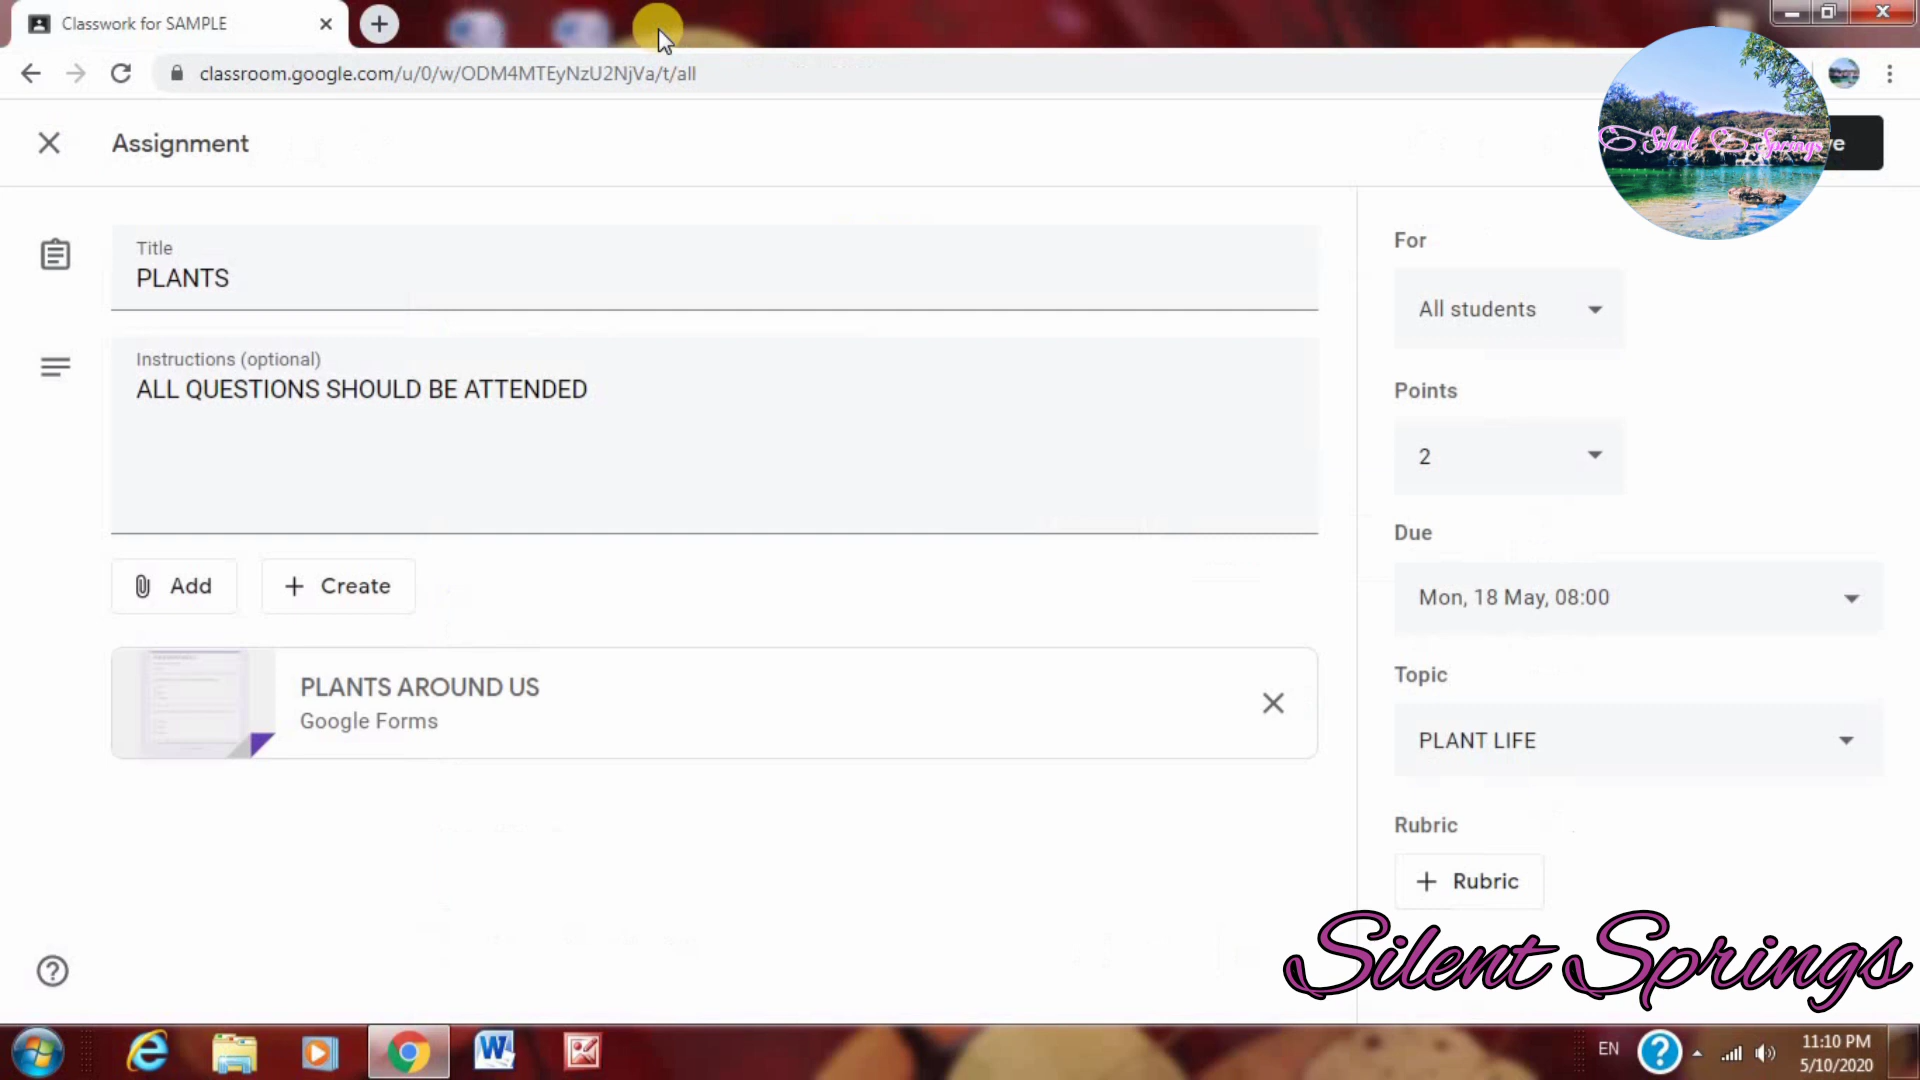 Classwork for SAMPLE
classroom.google.com/u/0/w/ODM4MTEyNzU2NjVa/t/all
Silent Springs
Assignment
e
Title
PLANTS
Instructions (optional)
ALL QUESTIONS SHOULD BE ATTENDED
Add
Create
PLANTS AROUND US
Google Forms
For
All students
Points
2
Due
Mon, 18 May, 08:00
Topic
PLANT LIFE
Rubric
Rubric
Silent Springs
EN
11:10 PM
5/10/2020